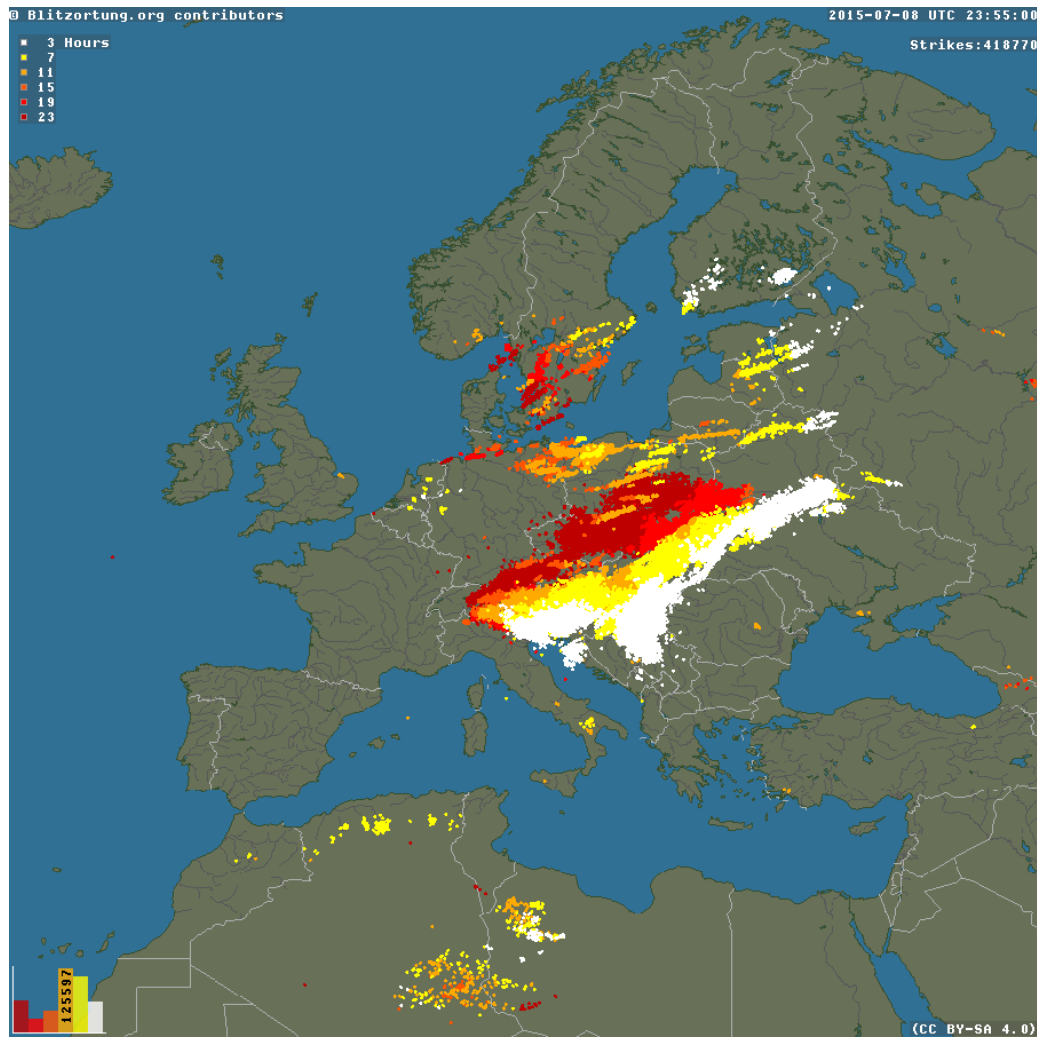 © Blitzortung.org contributors
2015-07-08 UTC 23:55:00
Strikes:418770
3 Hours
7
11
15
19
23
125597
(CC BY-SA 4.0)